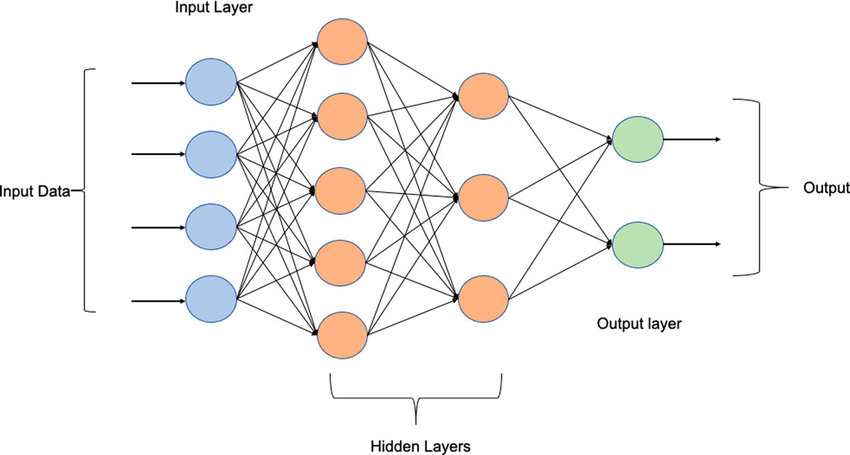 Input Layer
Input Data
Output
Output layer
Hidden Layers